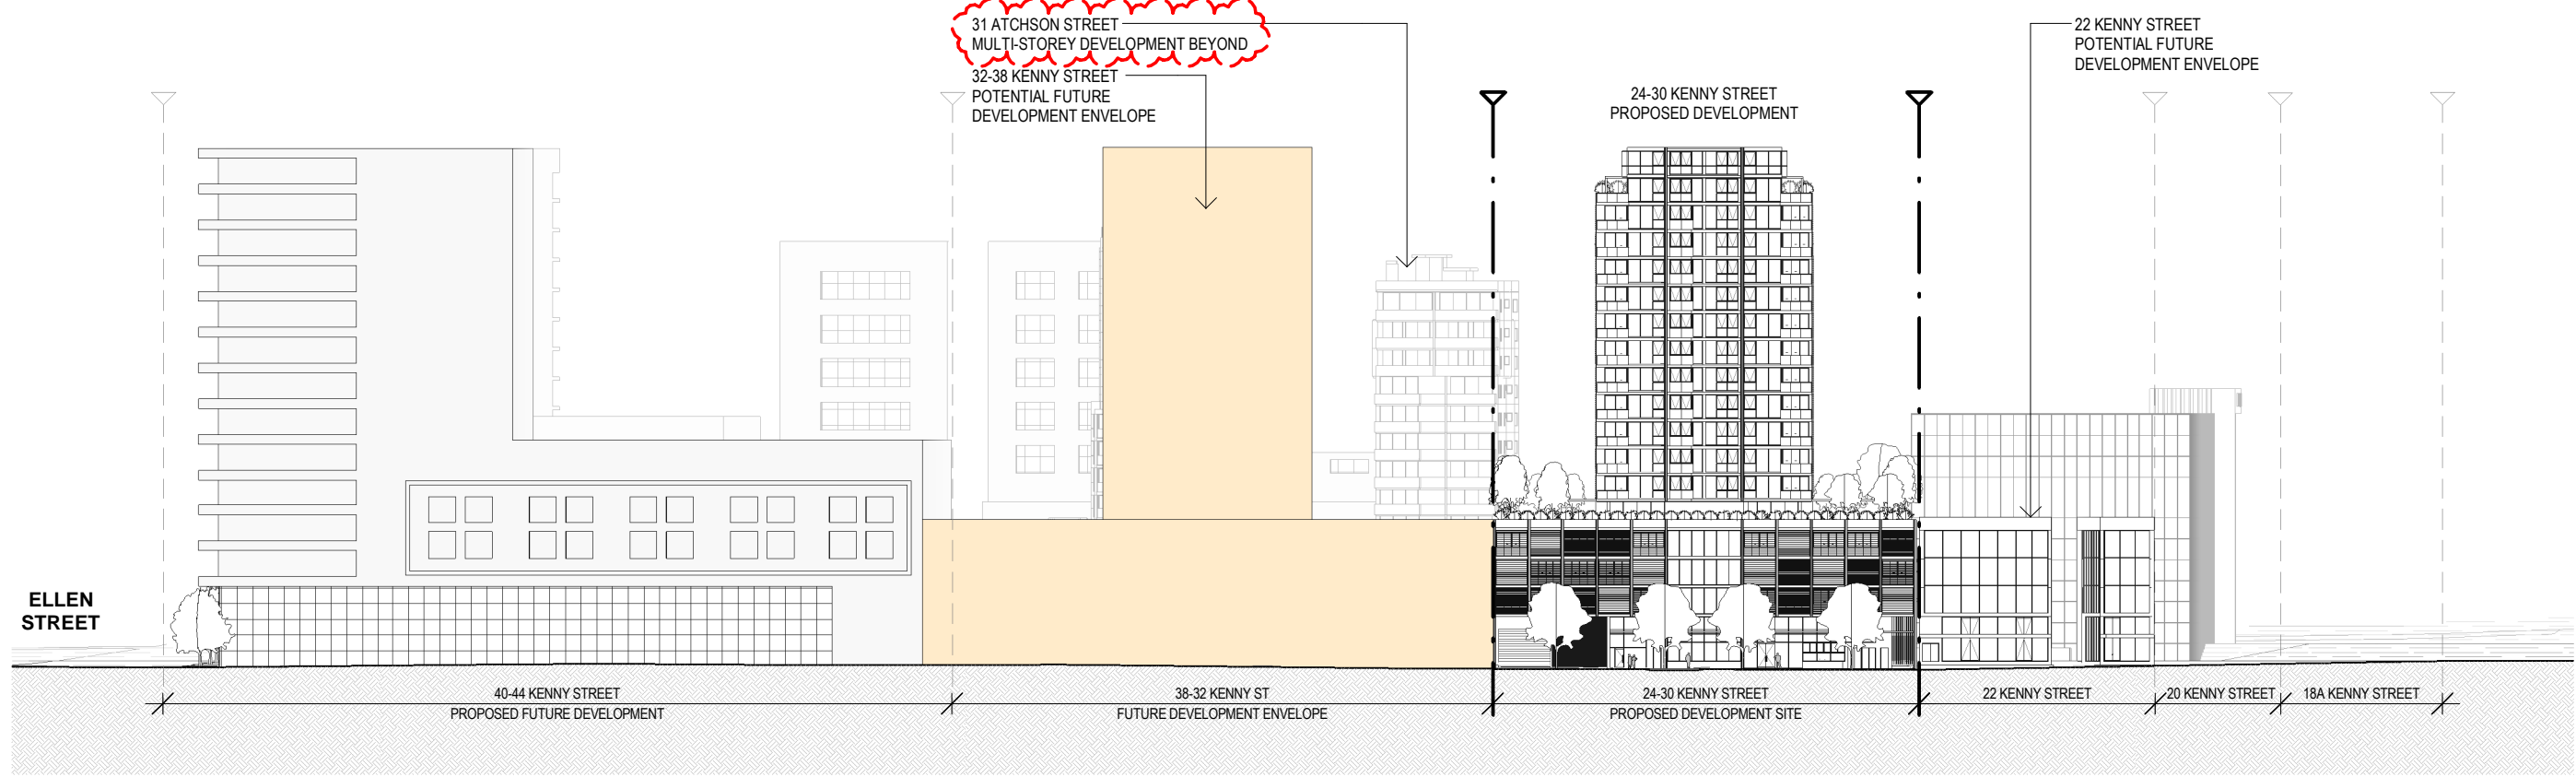 31 ATCHSON STREET
MULTI-STOREY DEVELOPMENT BEYOND
32-38 KENNY STREET
POTENTIAL FUTURE
DEVELOPMENT ENVELOPE
24-30 KENNY STREET
PROPOSED DEVELOPMENT
22 KENNY STREET
POTENTIAL FUTURE
DEVELOPMENT ENVELOPE
ELLEN
STREET
40-44 KENNY STREET
PROPOSED FUTURE DEVELOPMENT
38-32 KENNY ST
FUTURE DEVELOPMENT ENVELOPE
24-30 KENNY STREET
PROPOSED DEVELOPMENT SITE
22 KENNY STREET
20 KENNY STREET
18A KENNY STREET